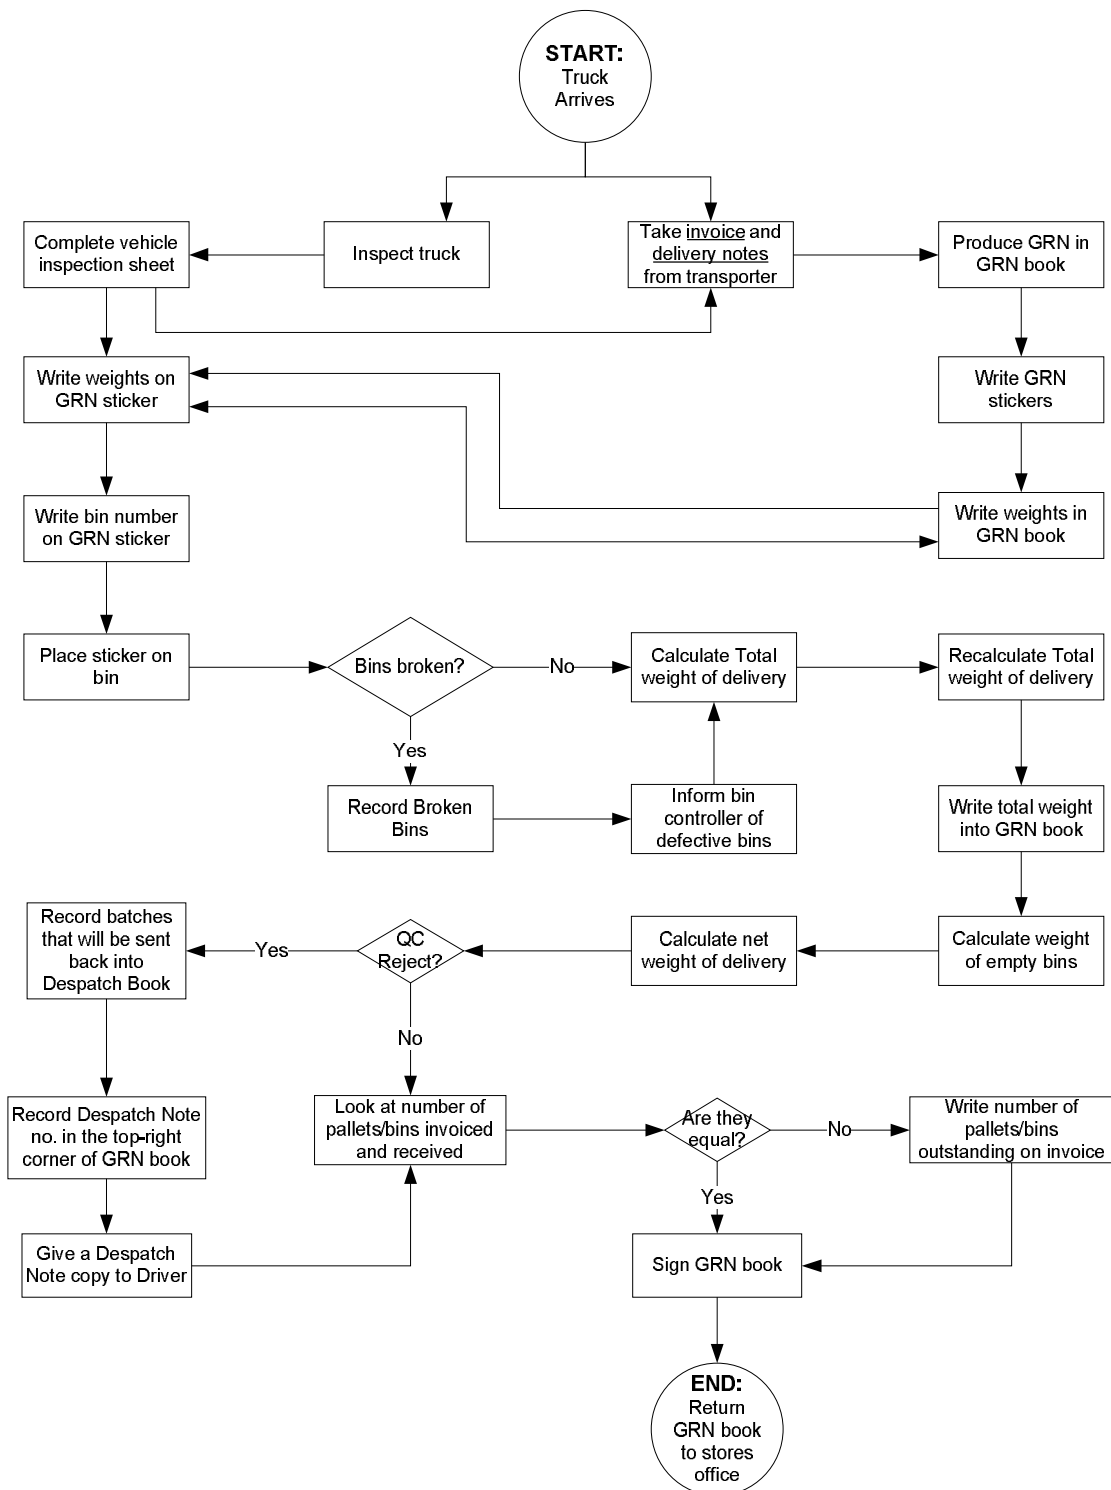 START:
Truck
Arrives
Complete vehicle
inspection sheet
Inspect truck
Take invoice and
delivery notes
from transporter
Produce GRN in
GRN book
Write weights on
GRN sticker
Write GRN
stickers
Write bin number
on GRN sticker
Write weights in
GRN book
Place sticker on
bin
Bins broken?
No
Calculate Total
weight of delivery
Recalculate Total
weight of delivery
Yes
Record Broken
Bins
Inform bin
controller of
defective bins
Write total weight
into GRN book
Record batches
that will be sent
back into
Despatch Book
Yes
QC
Reject?
Calculate net
weight of delivery
Calculate weight
of empty bins
No
Record Despatch Note
no. in the top-right
corner of GRN book
Look at number of
pallets/bins invoiced
and received
Are they
equal?
No
Write number of
pallets/bins
outstanding on invoice
Yes
Give a Despatch
Note copy to Driver
Sign GRN book
END:
Return
GRN book
to stores
office